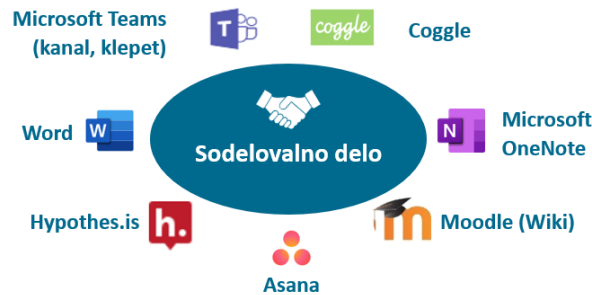 Microsoft Teams
(kanal, klepet)
T
coggle
Coggle
Word
W
Sodelovalno delo
N
Microsoft
OneNote
Hypothes.is
h.
m
Moodle (Wiki)
Asana